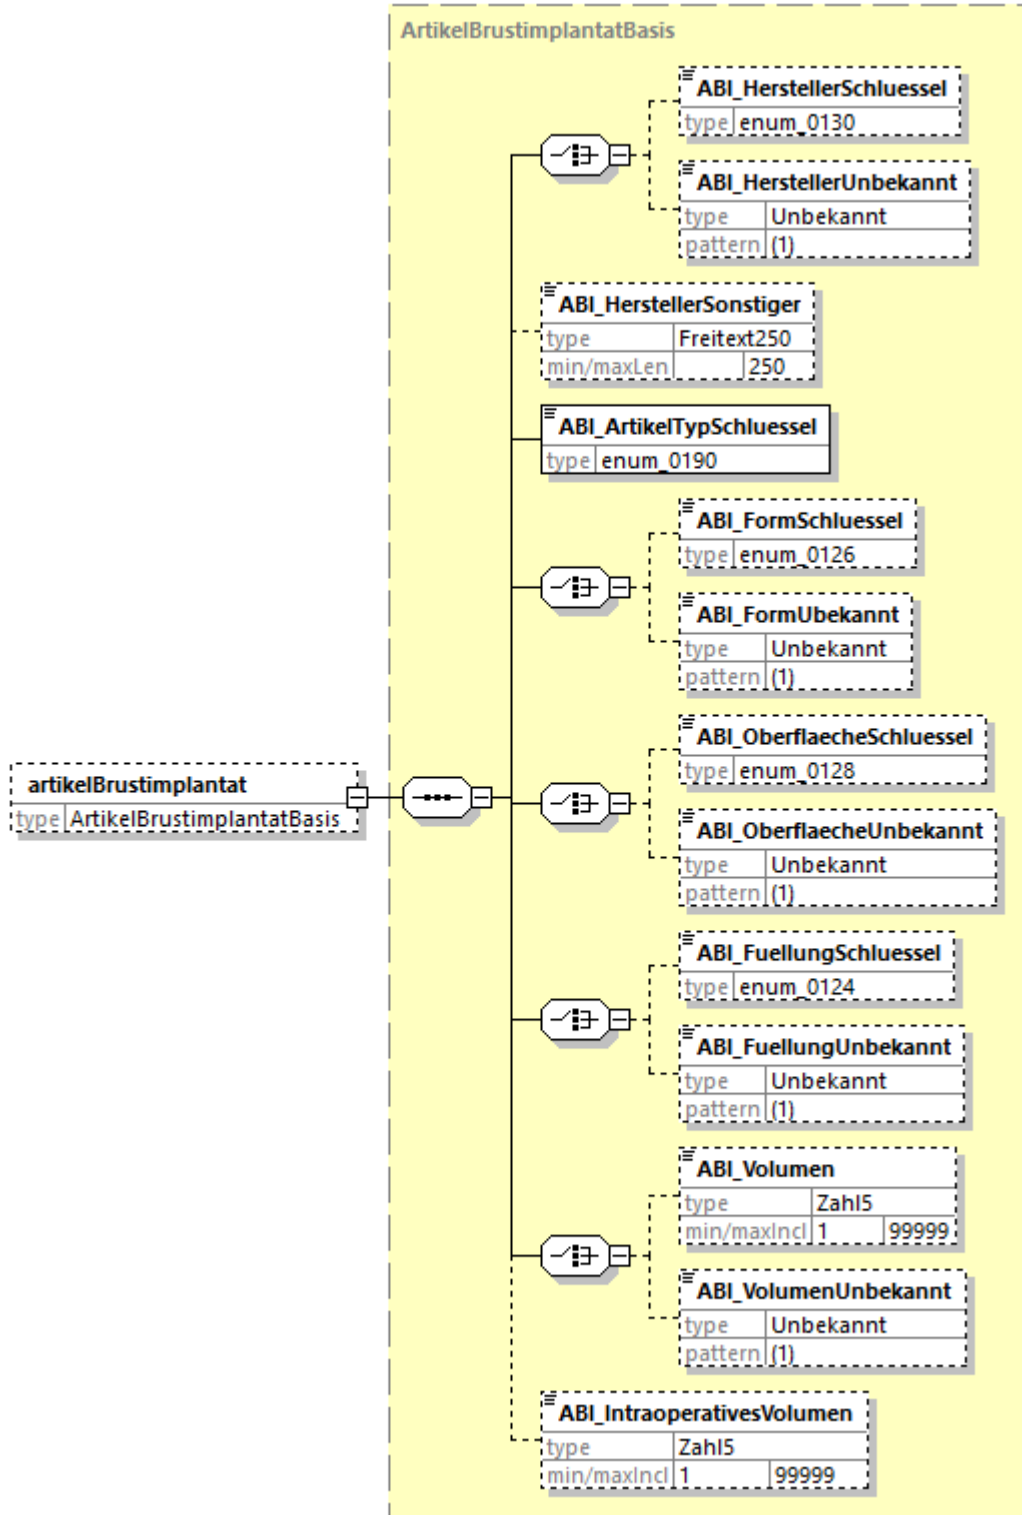 ArtikelBrustimplantatBasis
ABI_HerstellerSchluessel
type enum_0130
ABI_HerstellerUnbekannt
type Unbekannt
pattern (1)
ABI_HerstellerSonstiger
type Freitext250
min/maxLen 250
ABI_ArtikelTypSchluessel
type enum_0190
ABI_FormSchluessel
type enum_0126
ABI_FormUbekannt
type Unbekannt
pattern (1)
ABI_OberflaecheSchluessel
type enum_0128
artikelBrustimplantat
type ArtikelBrustimplantatBasis
ABI_OberflaecheUnbekannt
type Unbekannt
pattern (1)
ABI_FuellungSchluessel
type enum_0124
ABI_FuellungUnbekannt
type Unbekannt
pattern (1)
ABI_Volumen
type Zahl5
min/maxIncl 1 99999
ABI_VolumenUnbekannt
type Unbekannt
pattern (1)
ABI_IntraoperativesVolumen
type Zahl5
min/maxIncl 1 99999